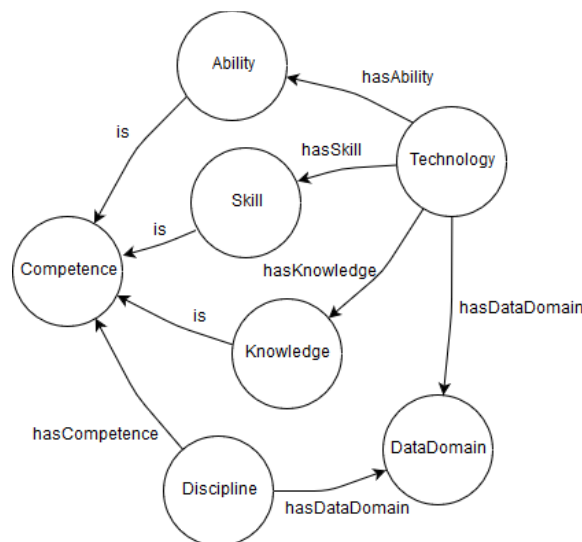 Ability
hasAbility
is
hasSkill
Technology
Skill
is
Competence
hasKnowledge
is
hasDataDomain
Knowledge
hasCompetence
DataDomain
Discipline
hasDataDomain